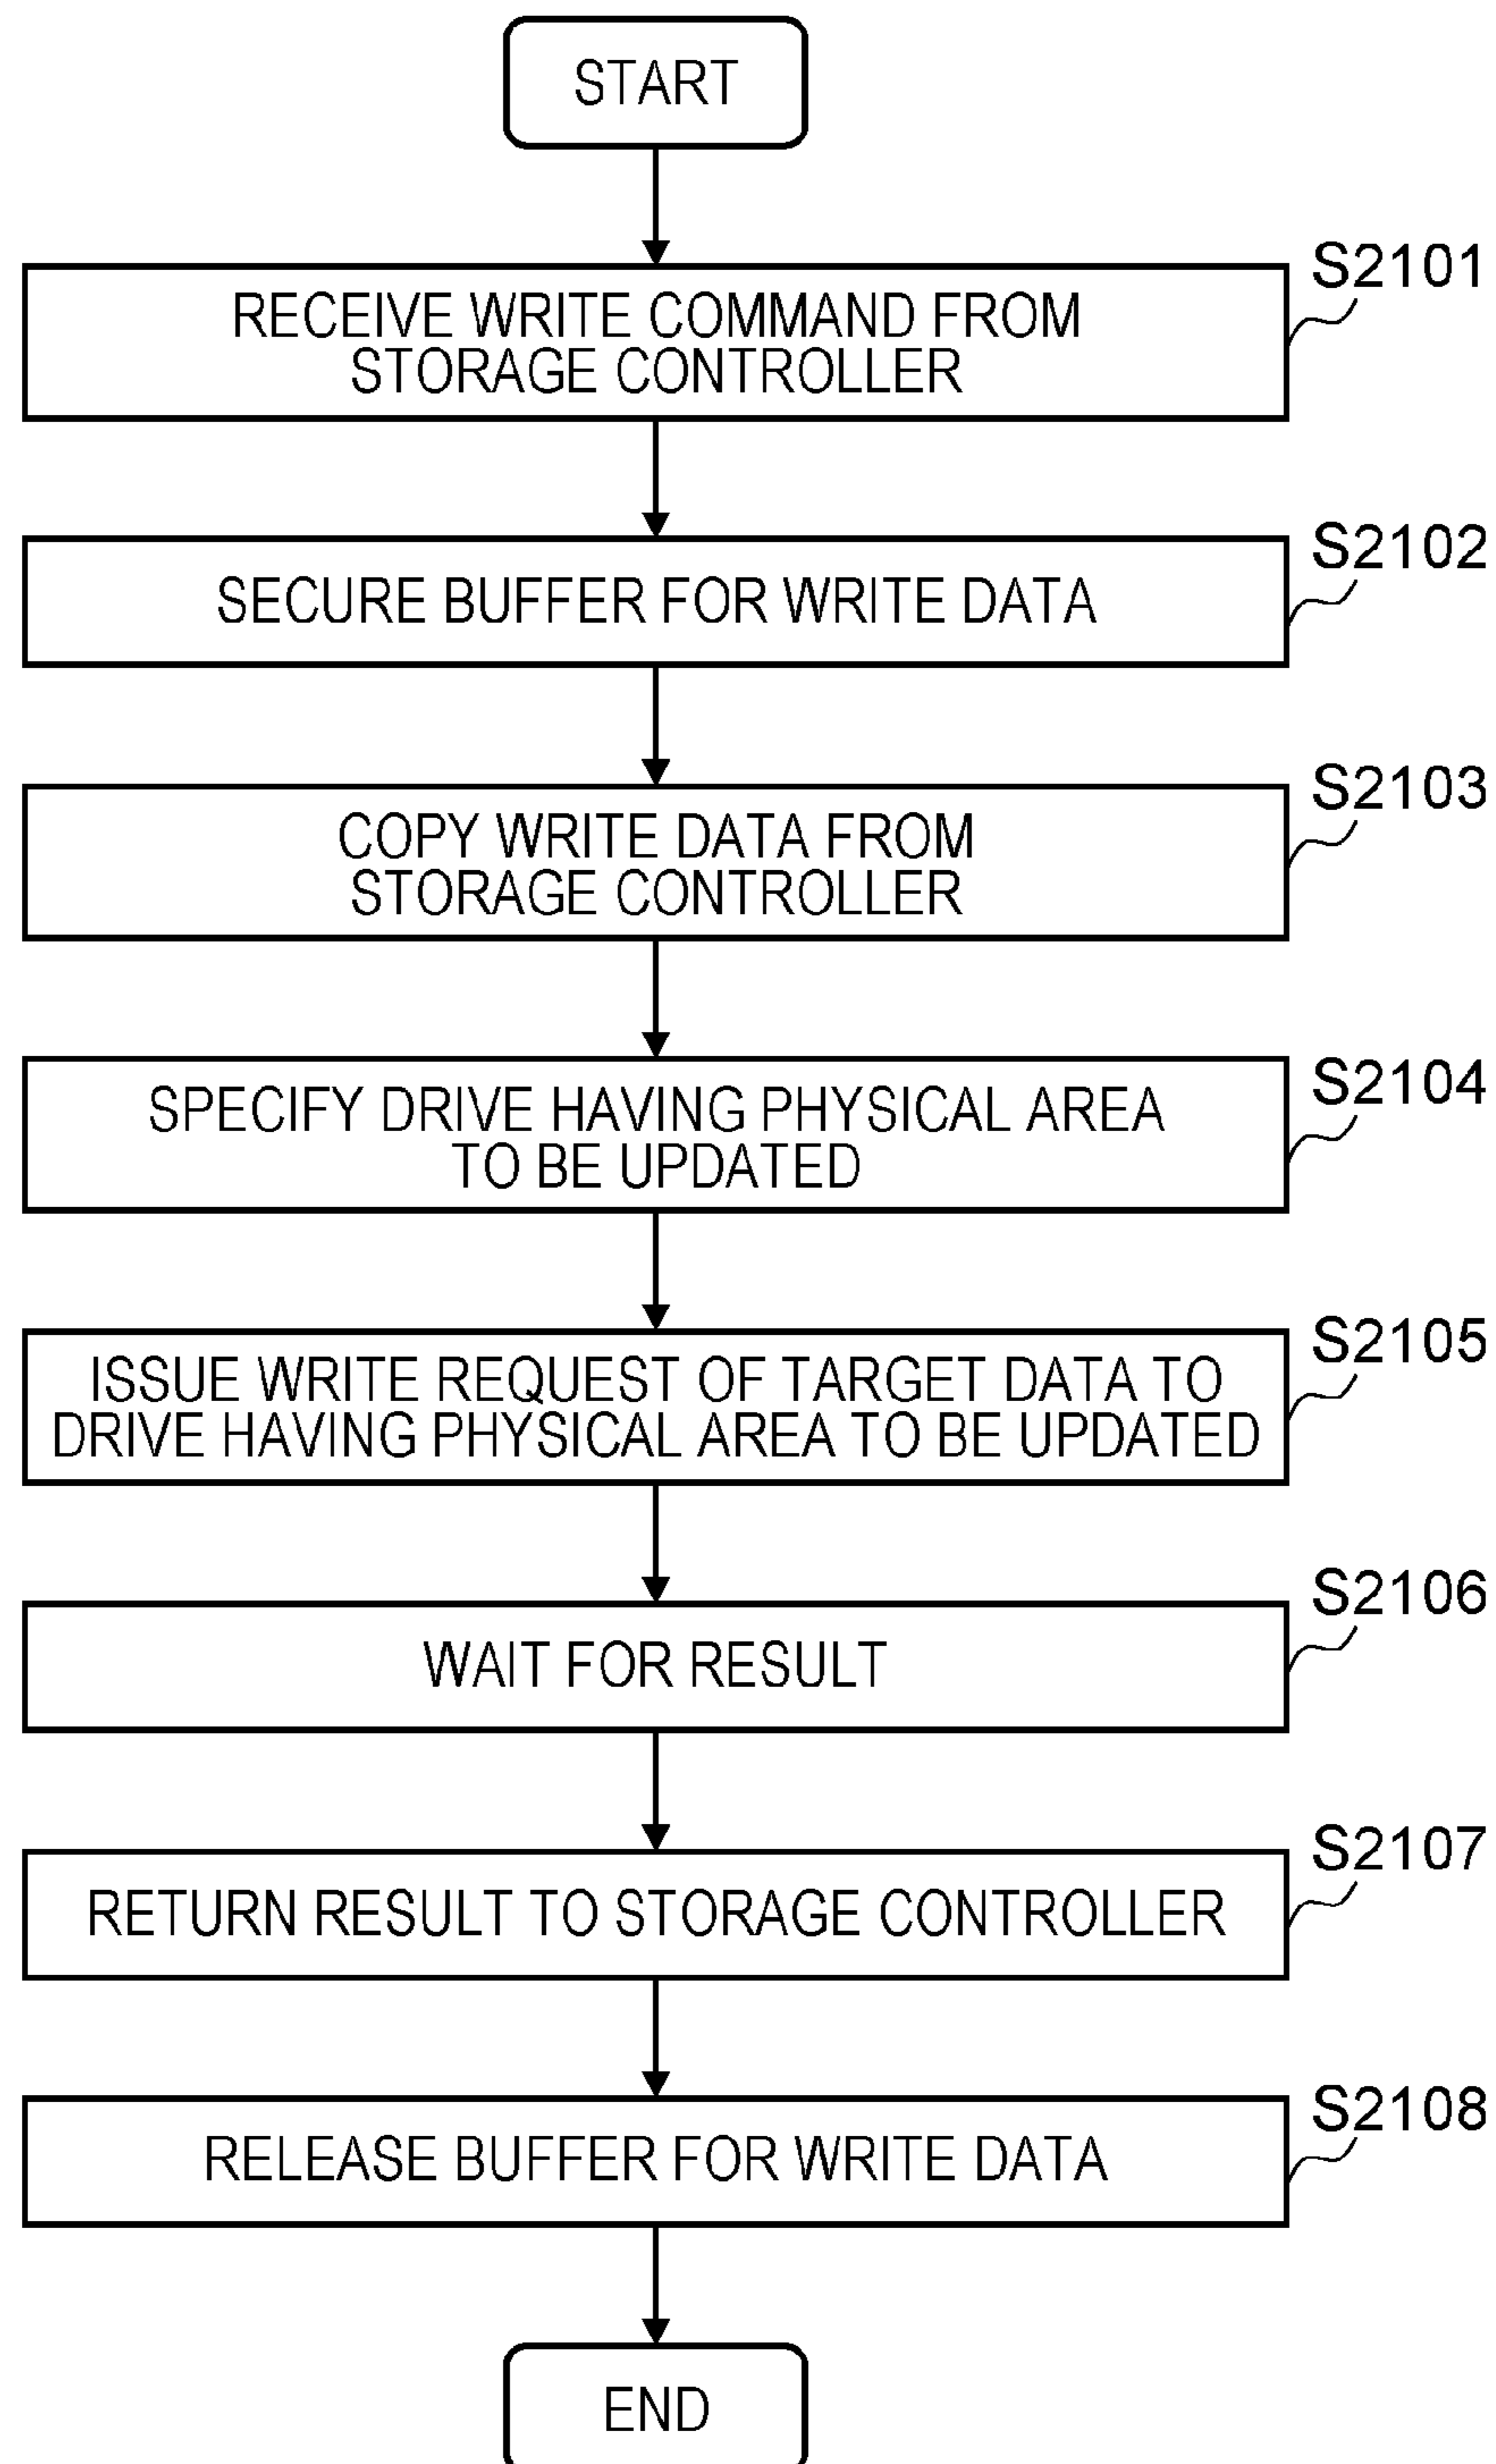 START
S2101
RECEIVE WRITE COMMAND FROM
STORAGE CONTROLLER
S2102
SECURE BUFFER FOR WRITE DATA
S2103
COPY WRITE DATA FROM
STORAGE CONTROLLER
S2104
SPECIFY DRIVE HAVING PHYSICAL AREA
TO BE UPDATED
S2105
ISSUE WRITE REQUEST OF TARGET DATA TO
DRIVE HAVING PHYSICAL AREA TO BE UPDATED
S2106
WAIT FOR RESULT
S2107
RETURN RESULT TO STORAGE CONTROLLER
S2108
RELEASE BUFFER FOR WRITE DATA
END